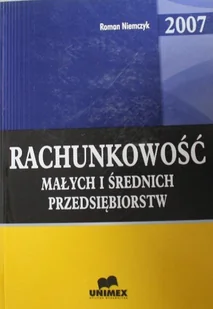 Roman Niemczyk
2007
RACHUNKOWOŚĆ
MAŁYCH I ŚREDNICH
PRZEDSIĘBIORSTW
UNIMEX